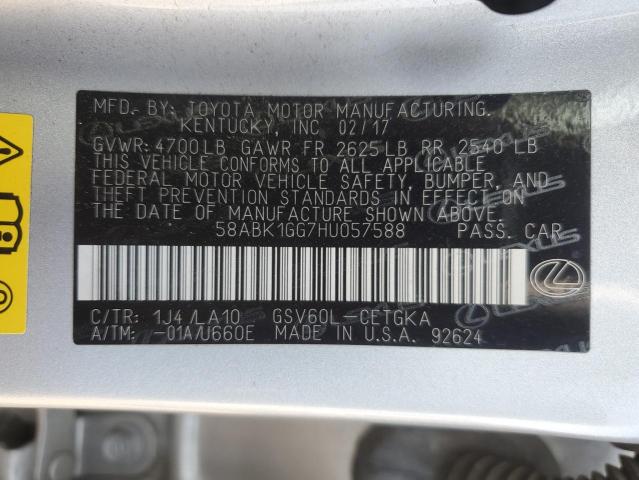 MFD. BY: TOYOTA MOTOR MANUFACTURING.
KENTUCKY, INC 02/17
GVWR: 4700LB GAWR FR 2625LB RR 2540 LB
THIS VEHICLE CONFORMS TO ALL APPLICABLE
FEDERAL MOTOR VEHICLE SAFETY, BUMPER, AND
THEFT PREVENTION STANDARDS IN EFFECT ON
THE DATE OF MANUFACTURE SHOWN ABOVE.
58ABK1GG7HU057588 PASS. CAR
C/TR: 1J4/LA10 GSV60L-CETGKA
A/TM: -01A/U660E MADE IN U.S.A. 92624